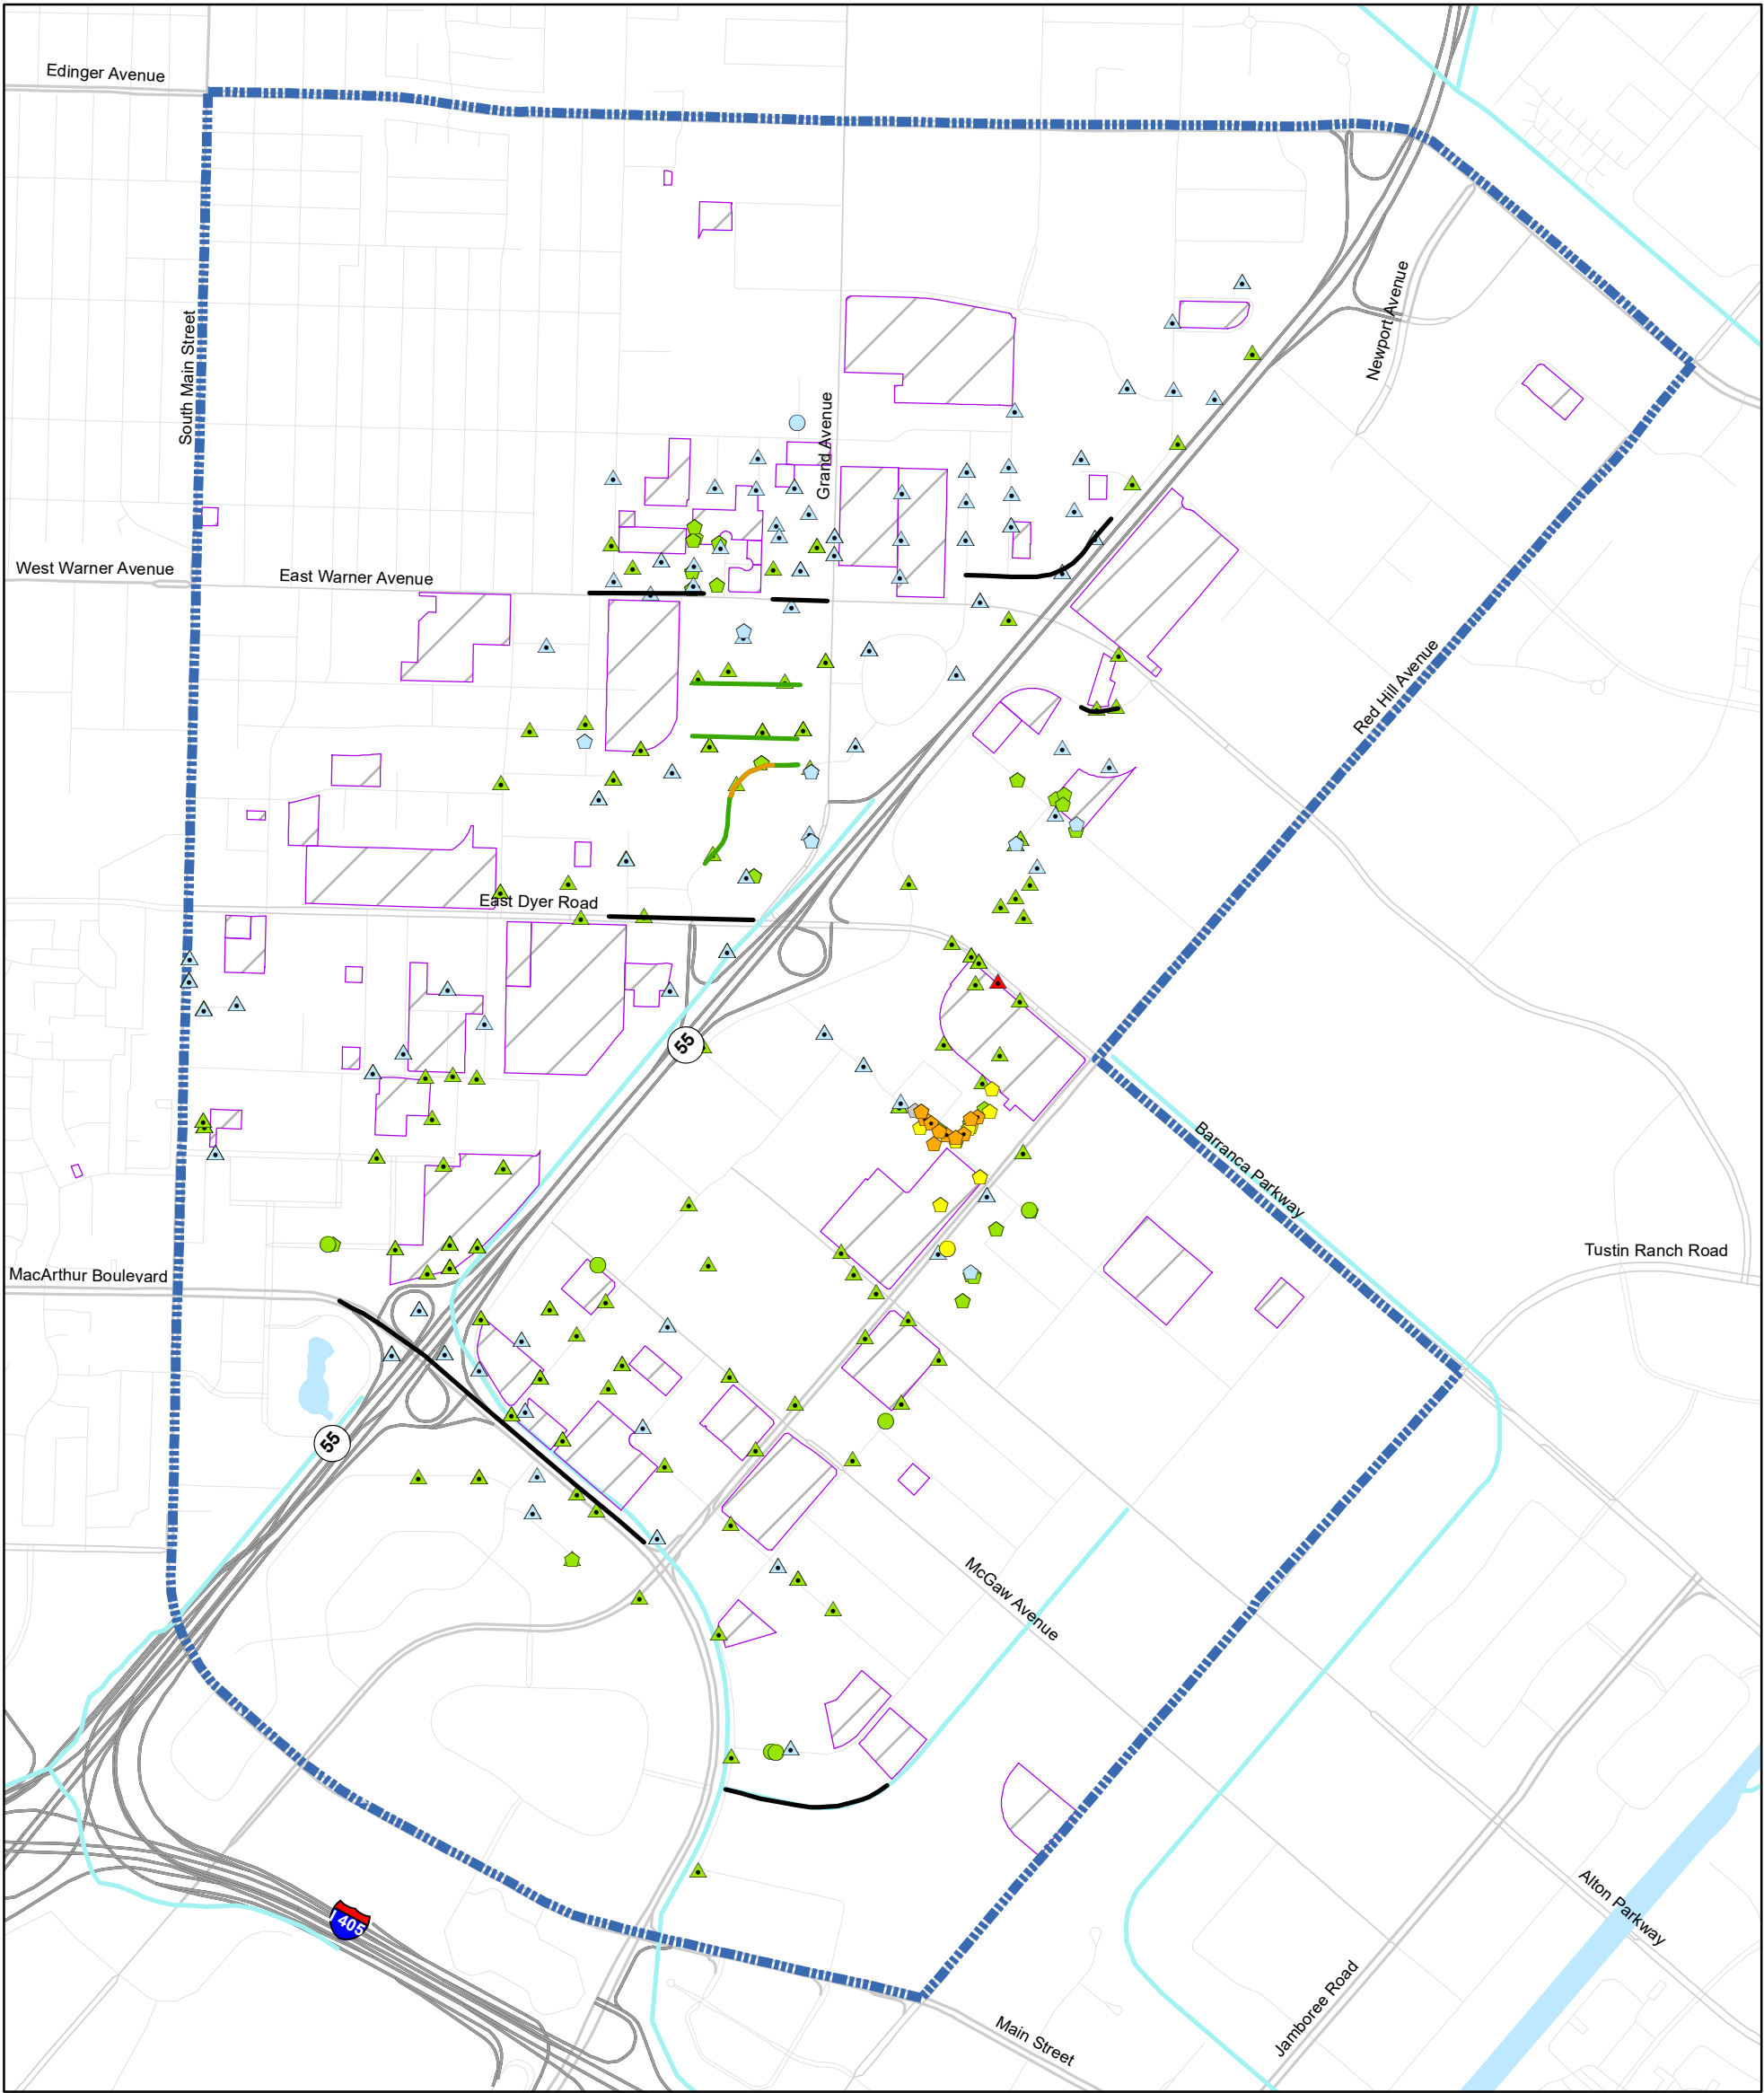 Edinger Avenue
Newport Avenue
South Main Street
Grand Avenue
West Warner Avenue
East Warner Avenue
Red Hill Avenue
East Dyer Road
55
Barranca Parkway
Tustin Ranch Road
MacArthur Boulevard
55
McGaw Avenue
Alton Parkway
I 405
Jamboree Road
Main Street